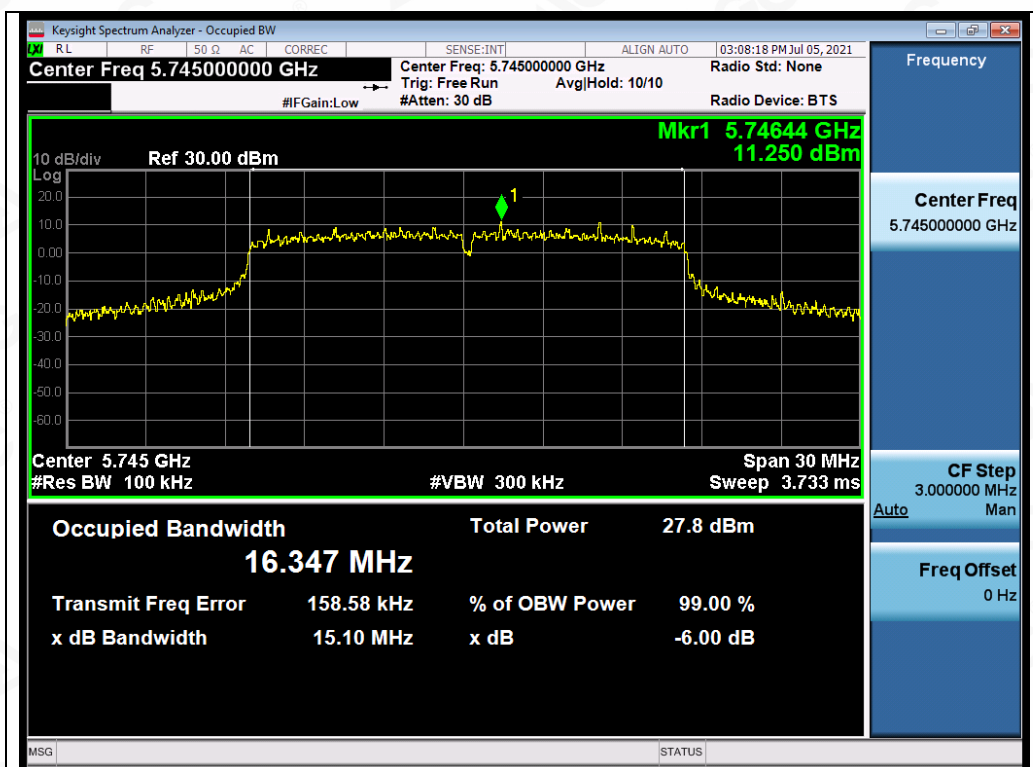 Keysight Spectrum Analyzer - Occupied BW
LXI RL RF 50 Ω AC CORREC SENSE:INT ALIGN AUTO 03:08:18 PM Jul 05, 2021
Center Freq 5.745000000 GHz
Center Freq: 5.745000000 GHz
Radio Std: None
Trig: Free Run Avg|Hold: 10/10
#IFGain:Low
#Atten: 30 dB
Radio Device: BTS
Mkr1 5.74644 GHz
11.250 dBm
10 dB/div Ref 30.00 dBm
Log
20.0
10.0
0.00
-10.0
-20.0
-30.0
-40.0
-50.0
-60.0
1
Center 5.745 GHz
Span 30 MHz
#Res BW 100 kHz
#VBW 300 kHz
Sweep 3.733 ms
Occupied Bandwidth
16.347 MHz
Total Power 27.8 dBm
Transmit Freq Error 158.58 kHz
% of OBW Power 99.00 %
x dB Bandwidth 15.10 MHz
x dB -6.00 dB
MSG
STATUS
Frequency
Center Freq
5.745000000 GHz
CF Step
3.000000 MHz
Auto Man
Freq Offset
0 Hz